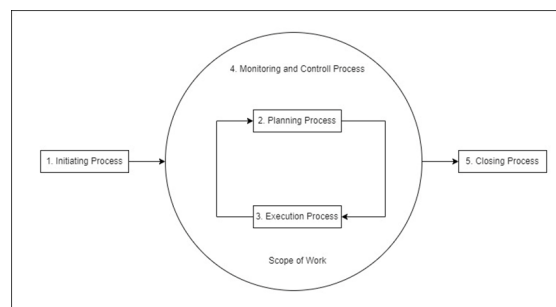 4. Monitoring and Controll Process
2. Planning Process
1. Initiating Process
5. Closing Process
3. Execution Process
Scope of Work